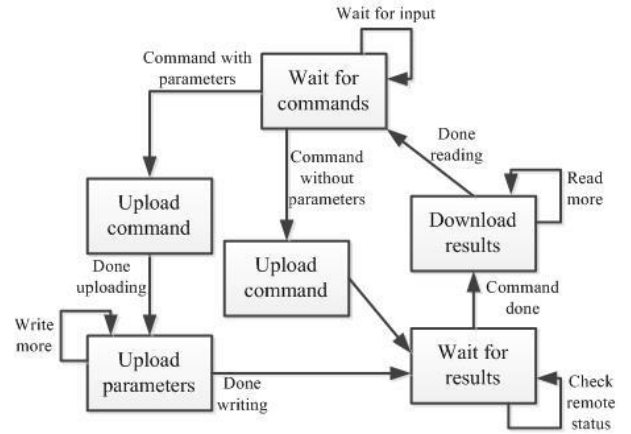 Wait for input
Command with
parameters
Wait for
commands
Command
without
parameters
Done
reading
Upload
command
Upload
command
Download
results
Read
more
Done
uploading
Command
done
Write
more
Upload
parameters
Done
writing
Wait for
results
Check
remote
status